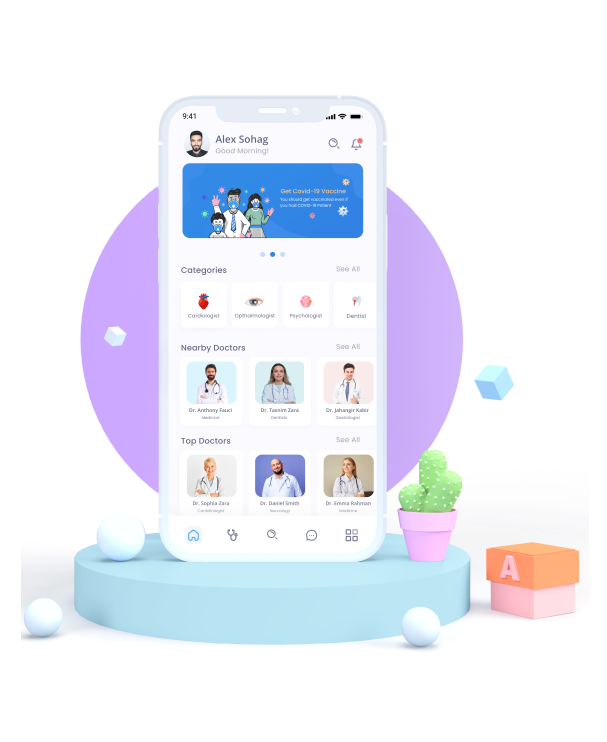 9:41
Alex Sohag
Good Morning!
Get Covid-19 Vaccine
You should get vaccinated even if
you had COVID-19 Patient
Categories See All
Cardiologist Opthalmologist Psychologist Dentist
Nearby Doctors See All
Dr. Anthony Fauci Dr. Tasnim Zara Dr. Jahangir Kabir
Medicine Dentists
Top Doctors See All
Dr. Sophia Zara Dr. Daniel Smith Dr. Emma Rahman
Cardiologist Neurology Medicine
A